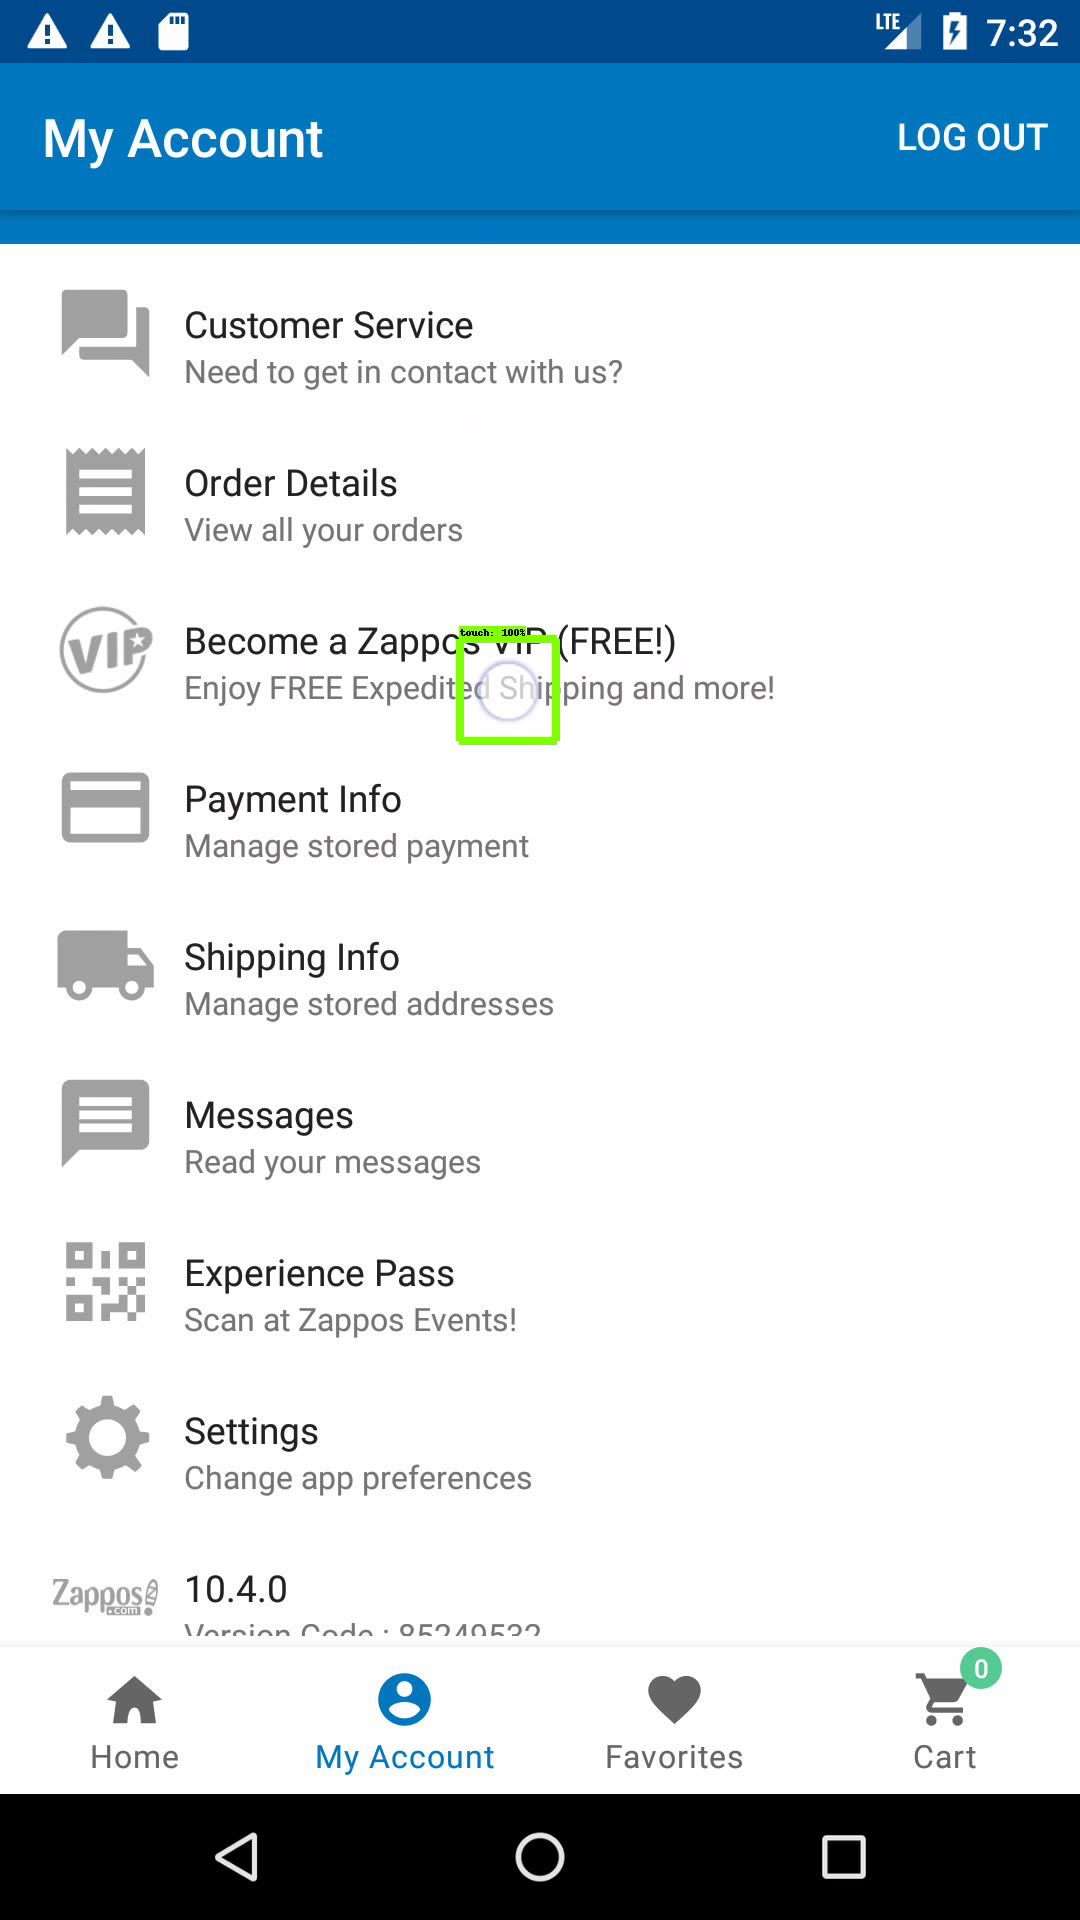 LTE 7:32
My Account LOG OUT
Customer Service
Need to get in contact with us?
Order Details
View all your orders
touch: 100%
VIP Become a Zappos VIP (FREE!)
Enjoy FREE Expedited Shipping and more!
Payment Info
Manage stored payment
Shipping Info
Manage stored addresses
Messages
Read your messages
Experience Pass
Scan at Zappos Events!
Settings
Change app preferences
Zappos .com 10.4.0
Version Code : 85249532
0
Home My Account Favorites Cart